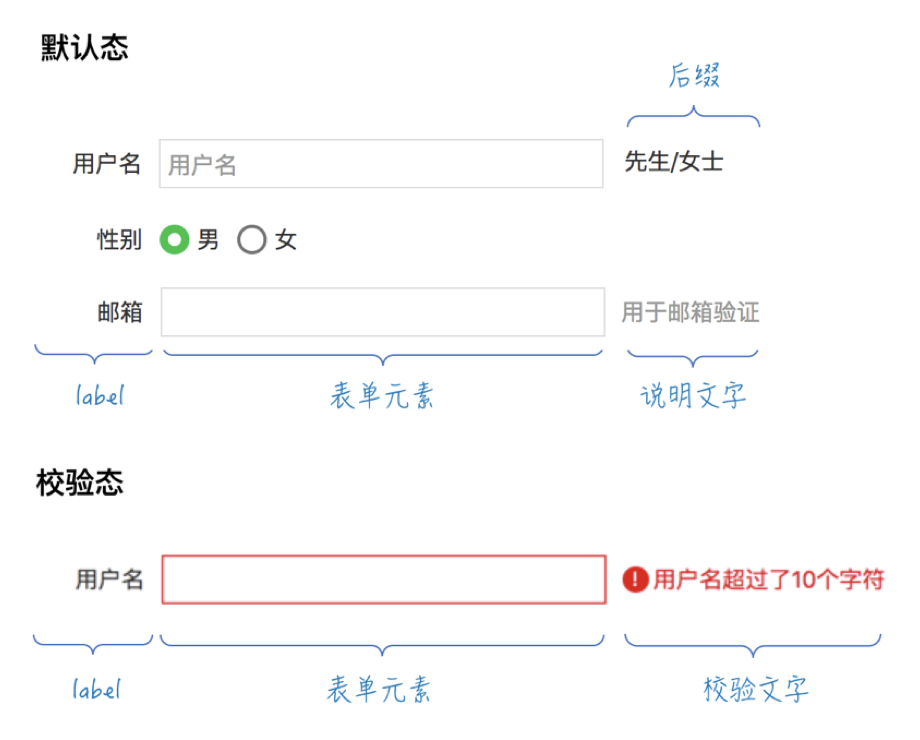 默认态
后缀
用户名 用户名 先生/女士
性别 男 女
邮箱 用于邮箱验证
label 表单元素 说明文字
校验态
用户名 ! 用户名超过了10个字符
label 表单元素 校验文字